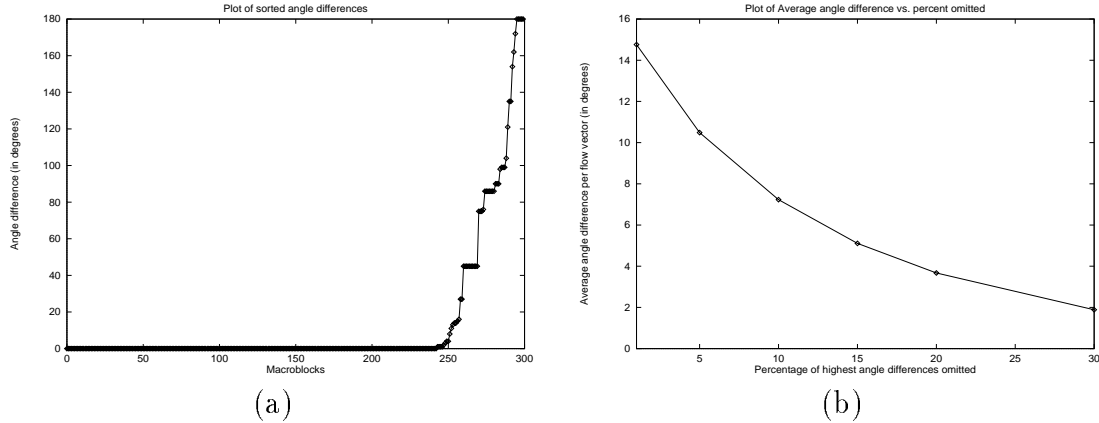 Plot of sorted angle differences
180
160
140
120
100
80
60
40
20
0
0 50 100 150 200 250 300
Angle difference (in degrees)
Macroblocks
(a)
Plot of Average angle difference vs. percent omitted
16
14
12
10
8
6
4
2
0
5 10 15 20 25 30
Average angle difference per flow vector (in degrees)
Percentage of highest angle differences omitted
(b)